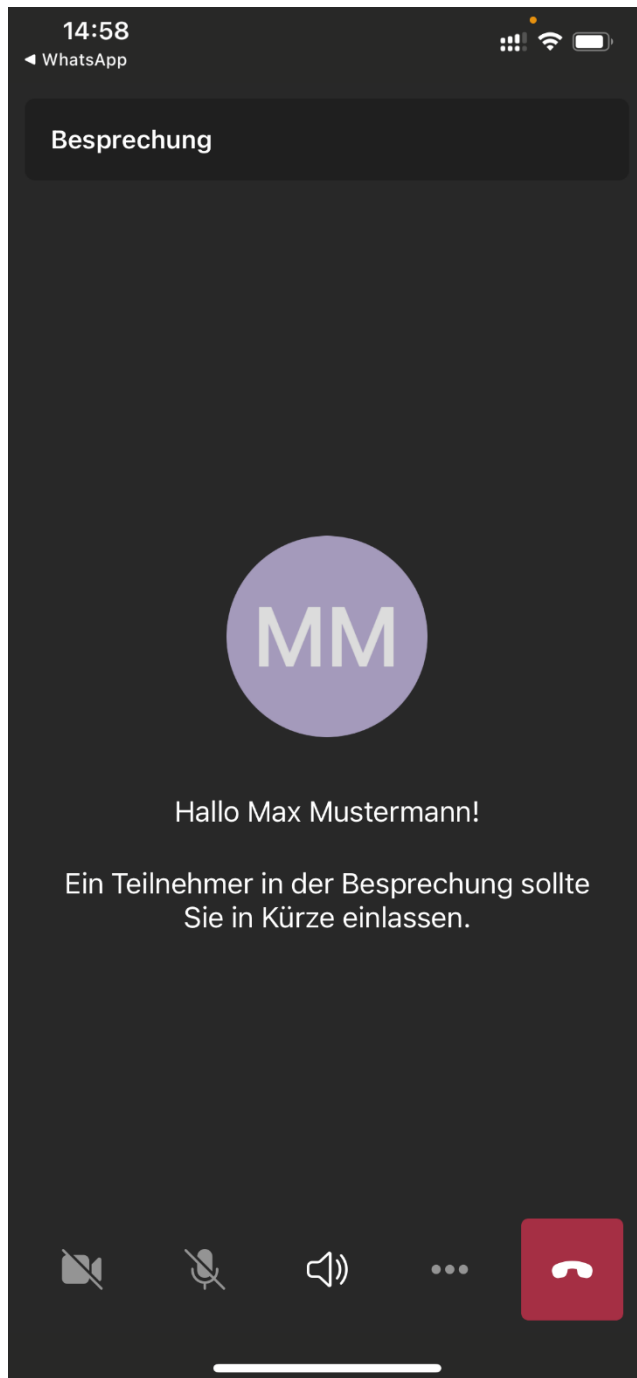 14:58
◀ WhatsApp
Besprechung
MM
Hallo Max Mustermann!
Ein Teilnehmer in der Besprechung sollte
Sie in Kürze einlassen.